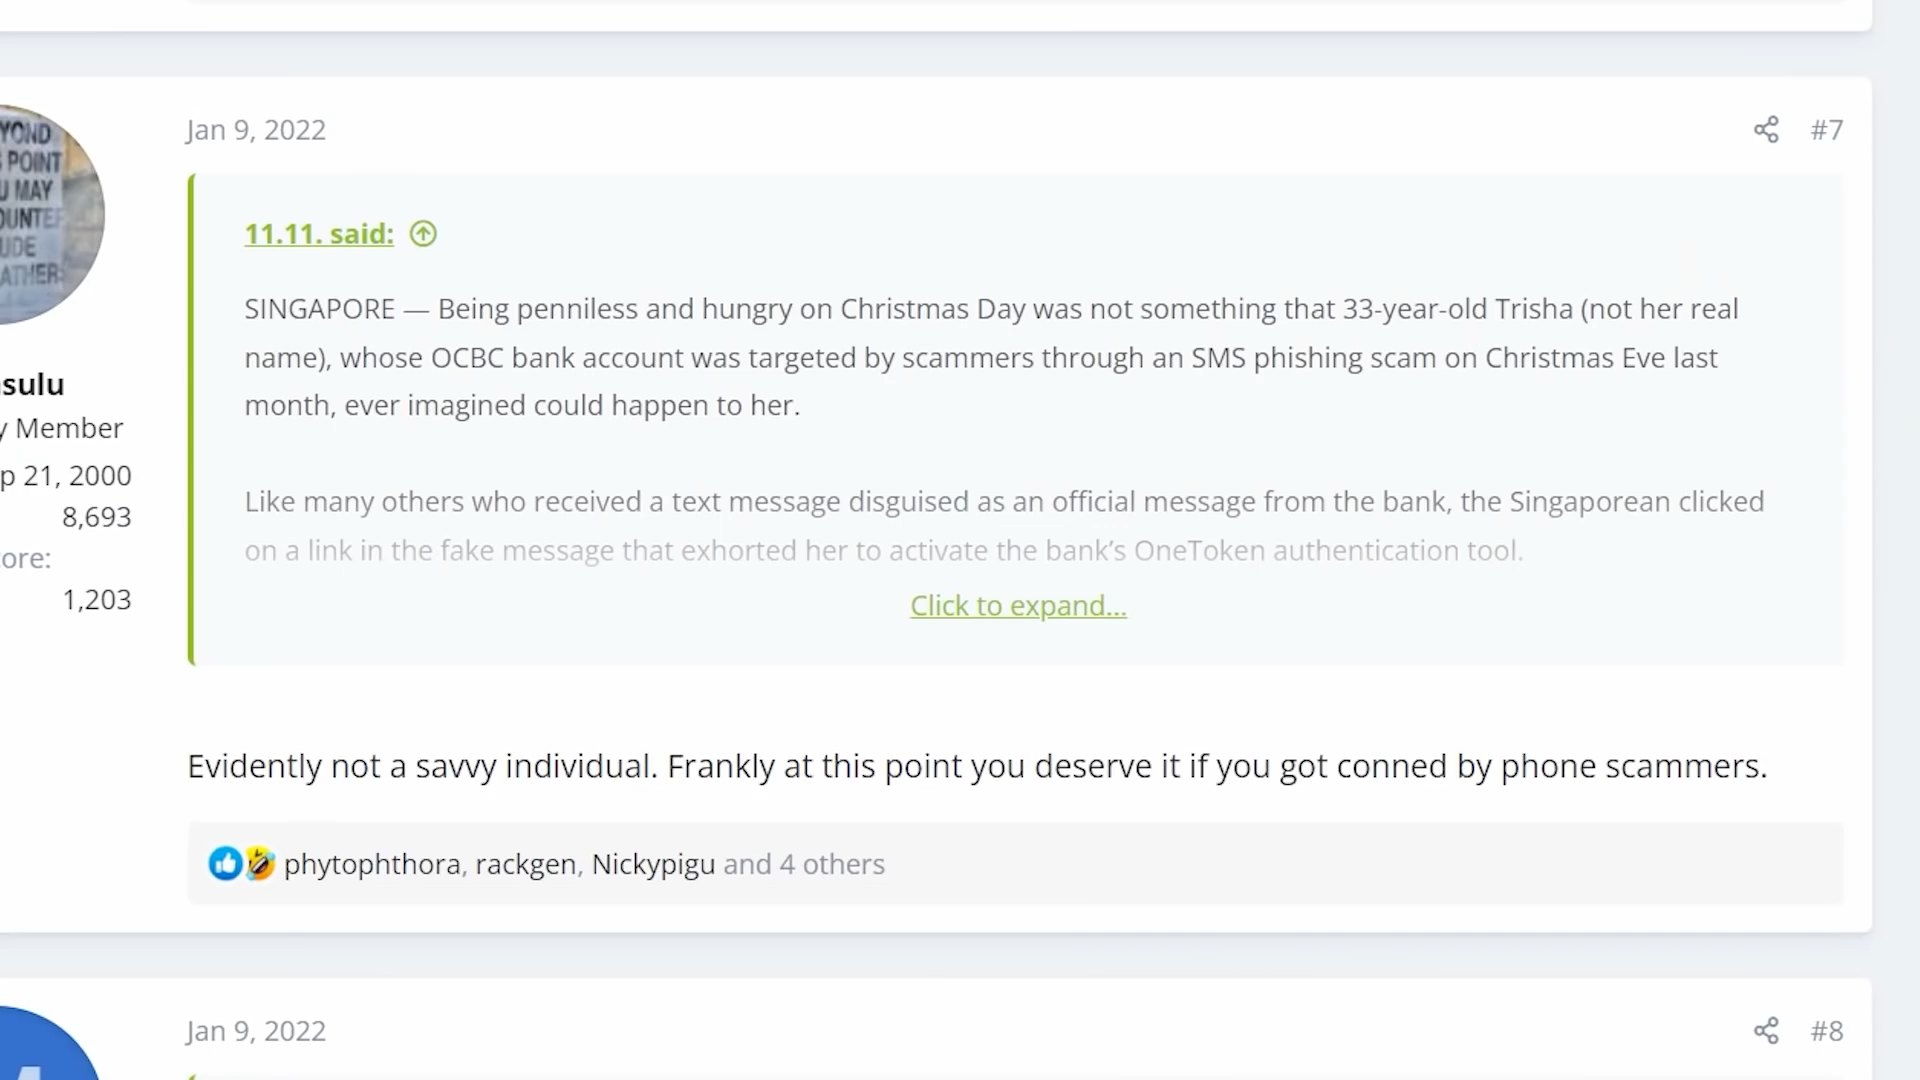 Jan 9, 2022
#7
YOND
POINT
U MAY
OUNTER
UDE
ATHER
sulu
y Member
p 21, 2000
8,693
ore:
1,203
11.11. said:
SINGAPORE — Being penniless and hungry on Christmas Day was not something that 33-year-old Trisha (not her real
name), whose OCBC bank account was targeted by scammers through an SMS phishing scam on Christmas Eve last
month, ever imagined could happen to her.
Like many others who received a text message disguised as an official message from the bank, the Singaporean clicked
on a link in the fake message that exhorted her to activate the bank’s OneToken authentication tool.
Click to expand...
Evidently not a savvy individual. Frankly at this point you deserve it if you got conned by phone scammers.
phytophthora, rackgen, Nickypigu and 4 others
Jan 9, 2022
#8